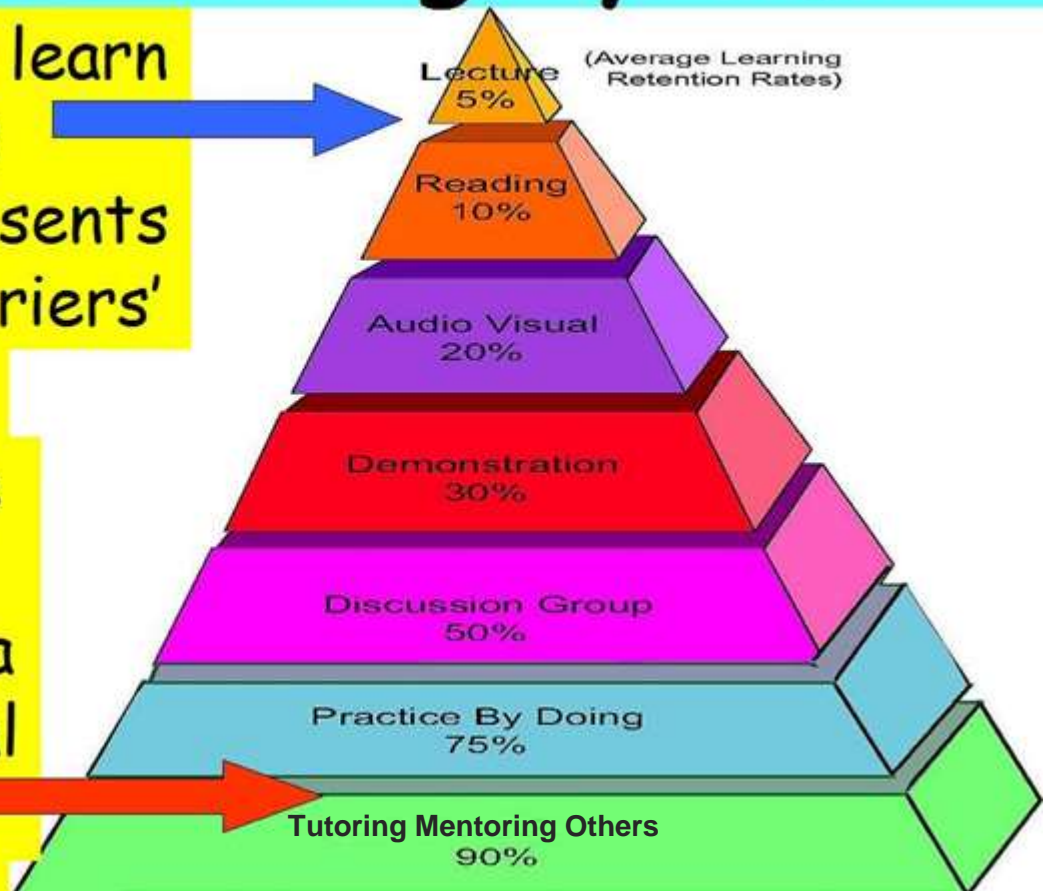 learn
sents
riers'
a
l
Lecture
5%
(Average Learning
Retention Rates)
Reading
10%
Audio Visual
20%
Demonstration
30%
Discussion Group
50%
Practice By Doing
75%
Tutoring Mentoring Others
90%